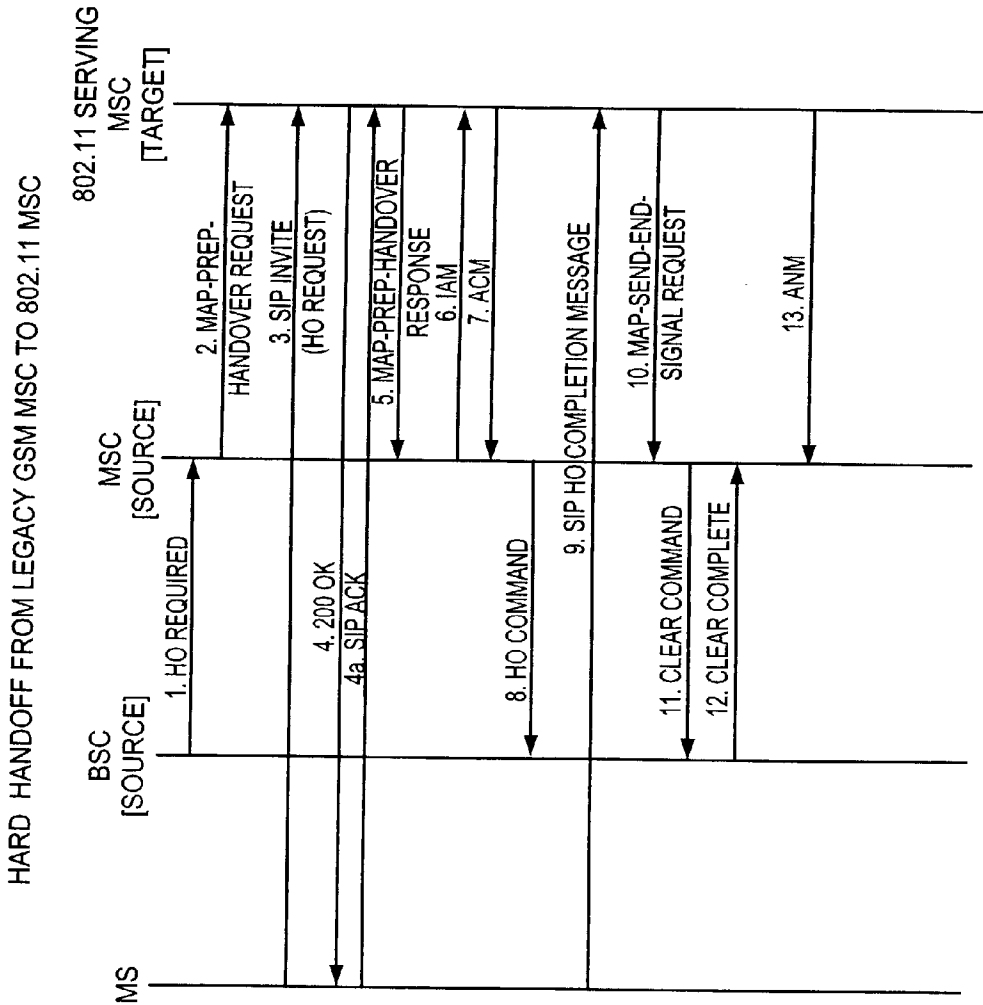 HARD HANDOFF FROM LEGACY GSM MSC TO 802.11 MSC
MS
BSC
[SOURCE]
MSC
[SOURCE]
802.11 SERVING
MSC
[TARGET]
1. HO REQUIRED
2. MAP-PREP-
HANDOVER REQUEST
3. SIP INVITE
(HO REQUEST)
4. 200 OK
4a. SIP ACK
5. MAP-PREP-HANDOVER
RESPONSE
6. IAM
7. ACM
8. HO COMMAND
9. SIP HO COMPLETION MESSAGE
10. MAP-SEND-END-
SIGNAL REQUEST
11. CLEAR COMMAND
12. CLEAR COMPLETE
13. ANM